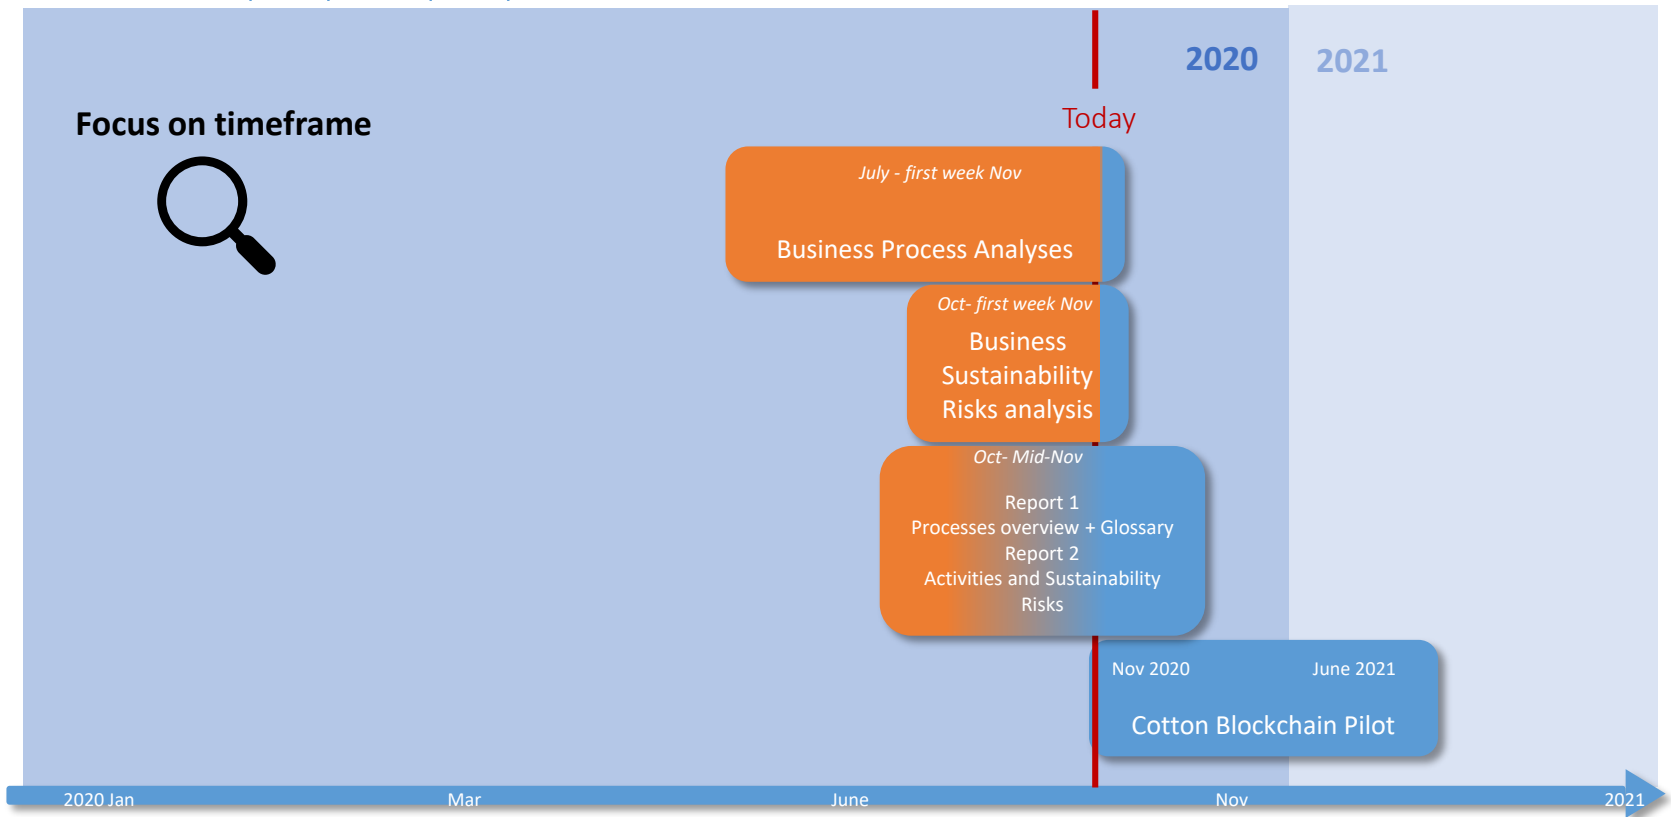 2020
2021
Focus on timeframe
Today
July - first week Nov
Business Process Analyses
Oct- first week Nov
Business
Sustainability
Risks analysis
Oct- Mid-Nov
Report 1
Processes overview + Glossary
Report 2
Activities and Sustainability
Risks
Nov 2020
June 2021
Cotton Blockchain Pilot
2020 Jan
Mar
June
Nov
2021